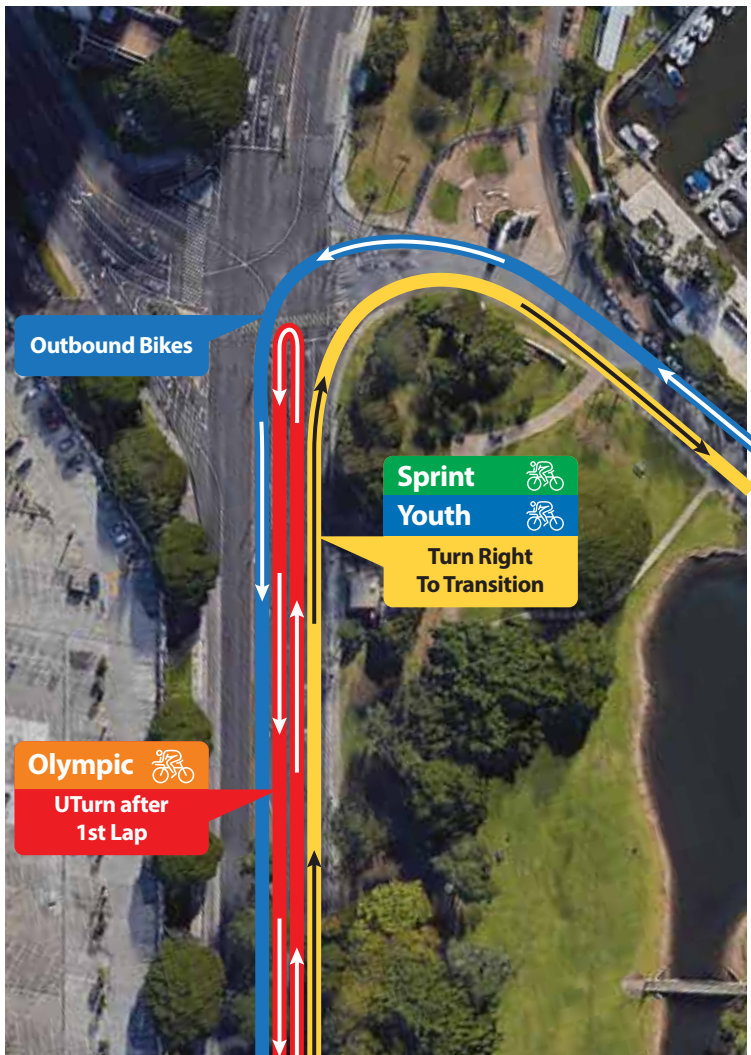 Outbound Bikes
Sprint
Youth
Turn Right
To Transition
Olympic
UTurn after
1st Lap